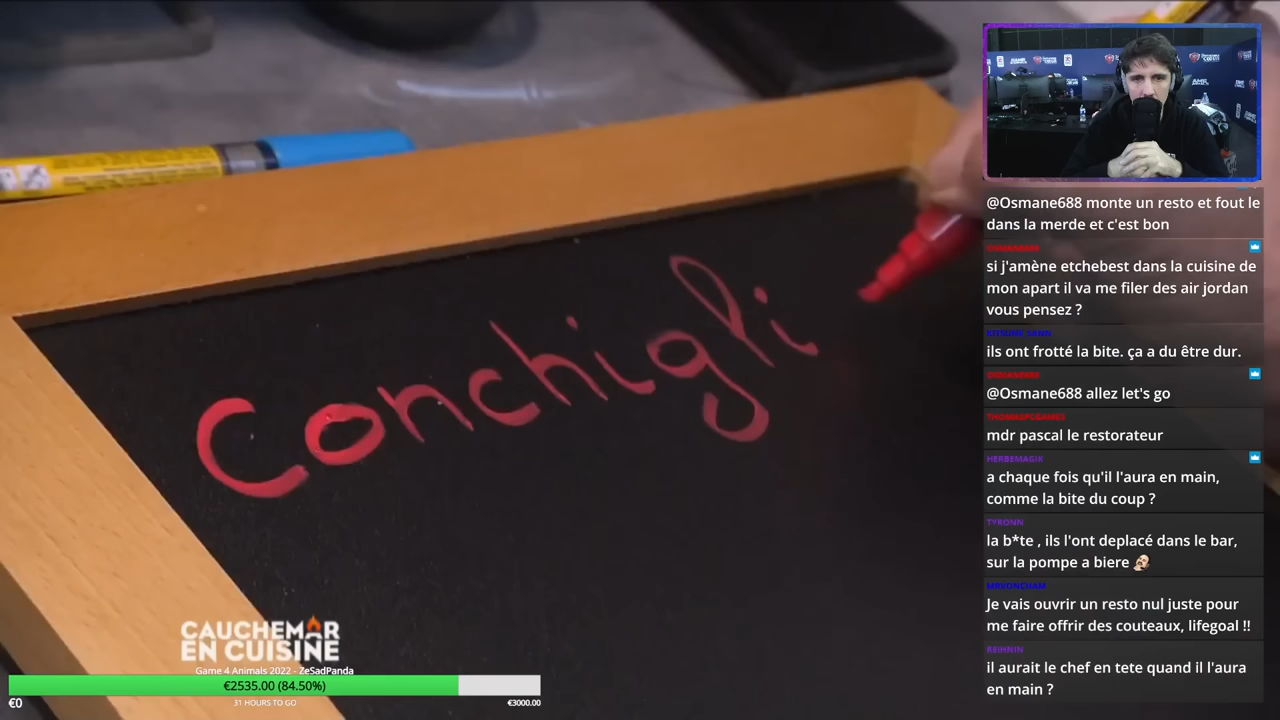 Conchigli
CAUCHEMAR
EN CUISINE
Game 4 Animals 2022 - ZeSadPanda
€2535.00 (84.50%)
€0
31 HOURS TO GO
€3000.00
@Osmane688 monte un resto et fout le
dans la merde et c'est bon
OSMANE688
si j'amène etchebest dans la cuisine de
mon apart il va me filer des air jordan
vous pensez ?
ils ont frotté la bite. ça a du être dur.
OSMANE688
@Osmane688 allez let's go
THOMASPCGAMES
mdr pascal le restorateur
HERBEMAGIK
a chaque fois qu'il l'aura en main,
comme la bite du coup ?
TYRONN
la b*te , ils l'ont deplacé dans le bar,
sur la pompe a biere
Je vais ouvrir un resto nul juste pour
me faire offrir des couteaux, lifegoal !!
REIHNIN
il aurait le chef en tete quand il l'aura
en main ?